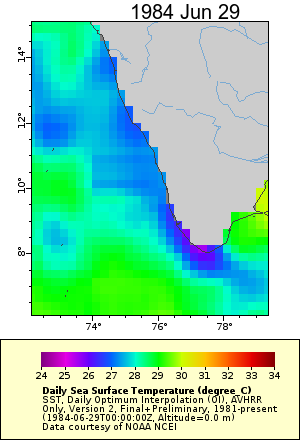 1984 Jun 29
14°
12°
10°
8°
74°
76°
78°
24 25 26 27 28 29 30 31 32 33 34
Daily Sea Surface Temperature (degree_C)
SST, Daily Optimum Interpolation (OI), AVHRR
Only, Version 2, Final+Preliminary, 1981-present
(1984-06-29T00:00:00Z, Altitude=0.0 m)
Data courtesy of NOAA NCEI